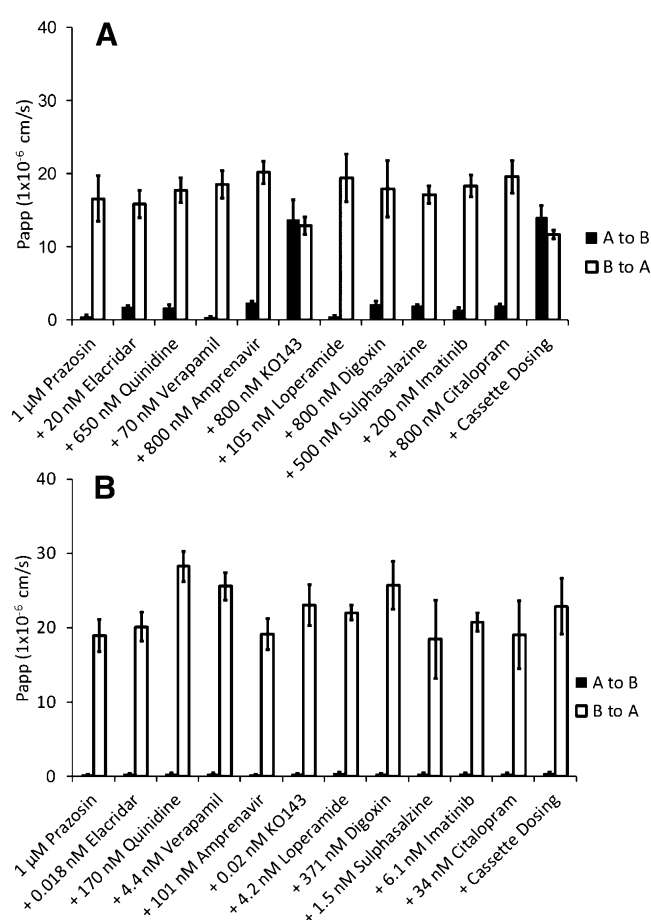 A
40
30
20
10
0
Papp (1x10⁻⁶ cm/s)
A to B
B to A
1 µM Prazosin
+ 20 nM Elacridar
+ 650 nM Quinidine
+ 70 nM Verapamil
+ 800 nM Amprenavir
+ 800 nM KO143
+ 105 nM Loperamide
+ 800 nM Digoxin
+ 500 nM Sulphasalazine
+ 200 nM Imatinib
+ 800 nM Citalopram
+ Cassette Dosing
B
40
30
20
10
0
Papp (1x10⁻⁶ cm/s)
A to B
B to A
1 µM Prazosin
+ 0.018 nM Elacridar
+ 170 nM Quinidine
+ 4.4 nM Verapamil
+ 101 nM Amprenavir
+ 0.02 nM KO143
+ 4.2 nM Loperamide
+ 371 nM Digoxin
+ 1.5 nM Sulphasalzine
+ 6.1 nM Imatinib
+ 34 nM Citalopram
+ Cassette Dosing